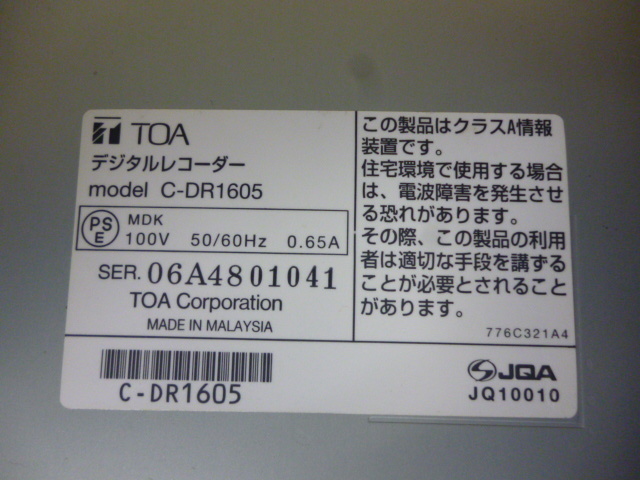 TOA
デジタルレコーダー
model C-DR1605
PS
E
MDK
100V 50/60Hz 0.65A
SER. 06A4801041
TOA Corporation
MADE IN MALAYSIA
C-DR1605
この製品はクラスA情報
装置です。
住宅環境で使用する場合
は、電波障害を発生させ
る恐れがあります。
その際、この製品の利用
者は適切な手段を講ずる
ことが必要とされること
があります。
776C321A4
JQA
JQ10010